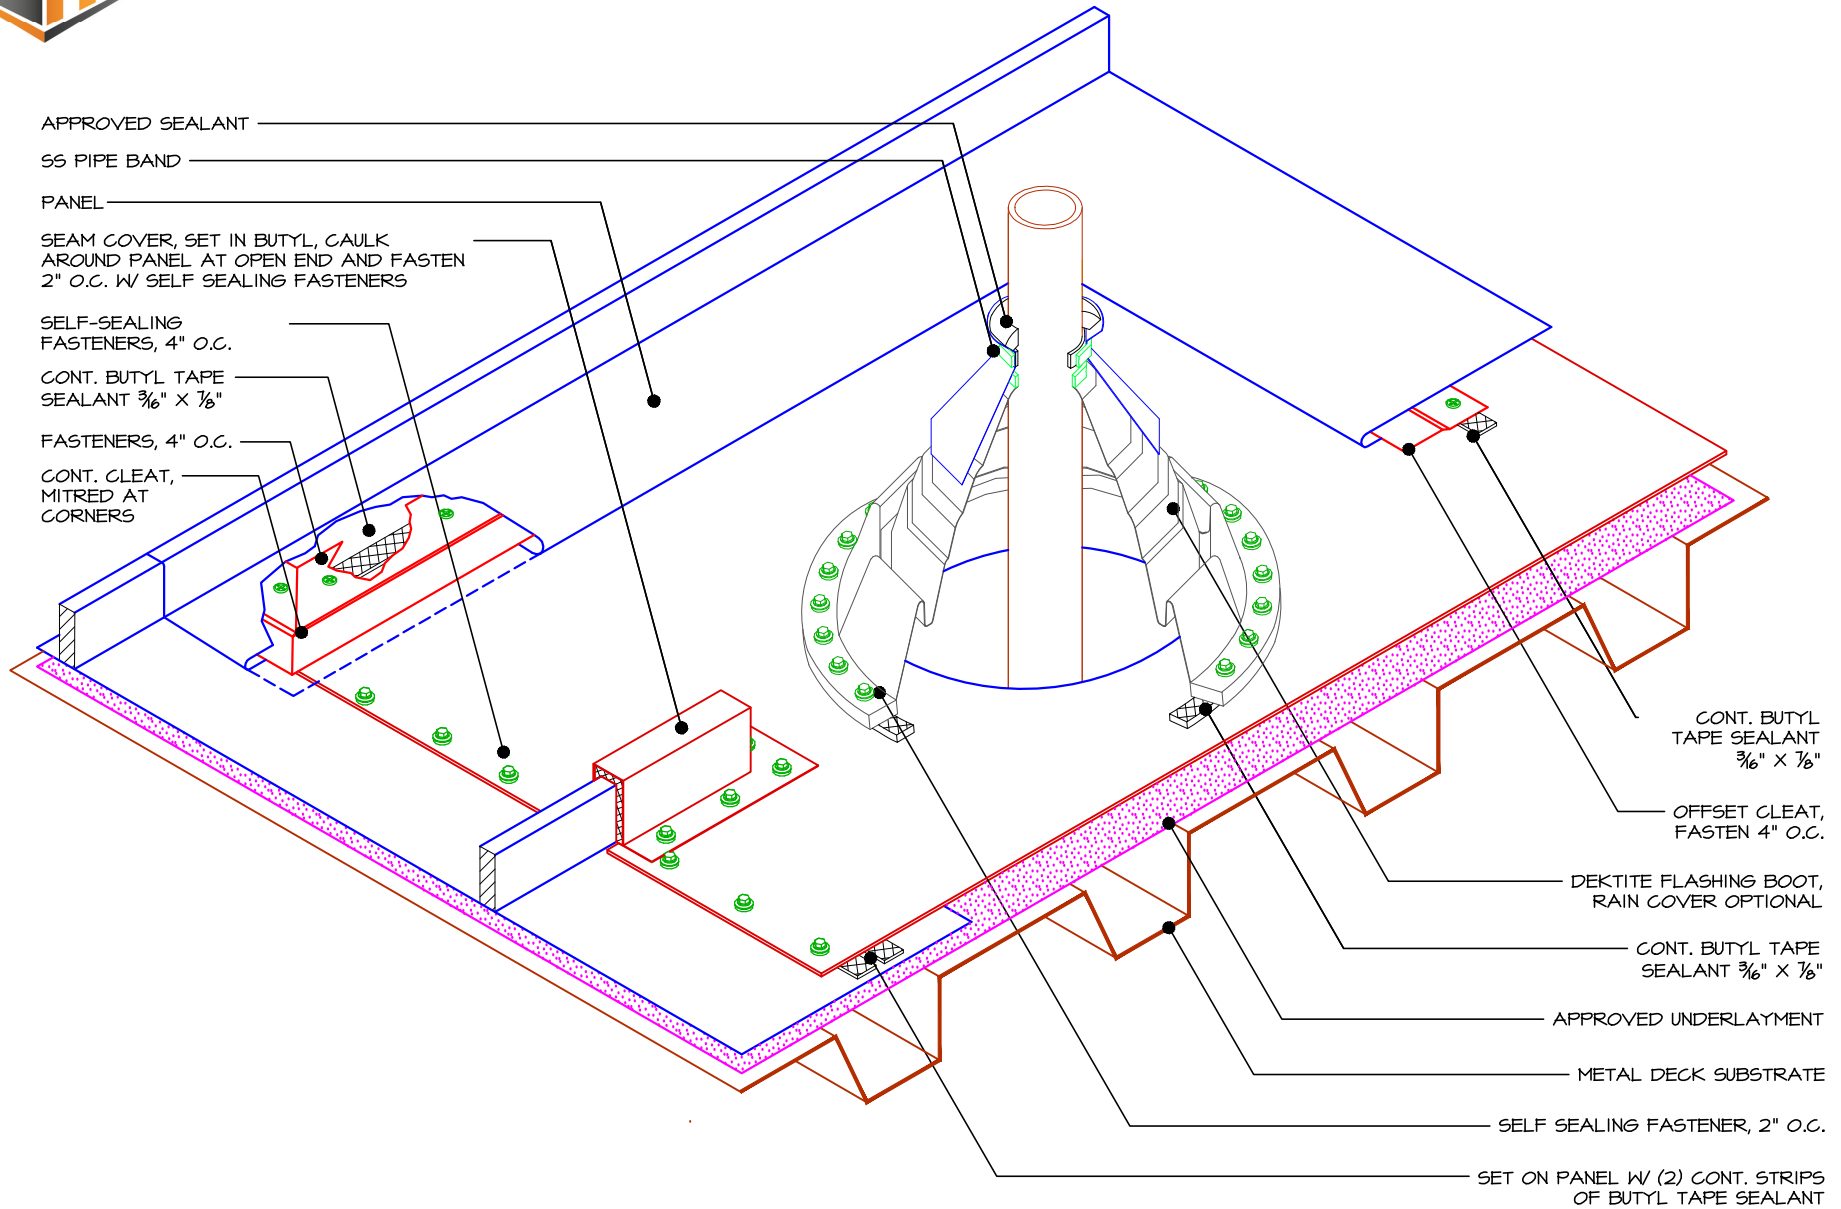 APPROVED SEALANT
SS PIPE BAND
PANEL
SEAM COVER, SET IN BUTYL, CAULK
AROUND PANEL AT OPEN END AND FASTEN
2" O.C. W/ SELF SEALING FASTENERS
SELF-SEALING
FASTENERS, 4" O.C.
CONT. BUTYL TAPE
SEALANT 3/16" X 7/8"
FASTENERS, 4" O.C.
CONT. CLEAT,
MITRED AT
CORNERS
CONT. BUTYL
TAPE SEALANT
3/16" X 7/8"
OFFSET CLEAT,
FASTEN 4" O.C.
DEKTITE FLASHING BOOT,
RAIN COVER OPTIONAL
CONT. BUTYL TAPE
SEALANT 3/16" X 7/8"
APPROVED UNDERLAYMENT
METAL DECK SUBSTRATE
SELF SEALING FASTENER, 2" O.C.
SET ON PANEL W/ (2) CONT. STRIPS
OF BUTYL TAPE SEALANT